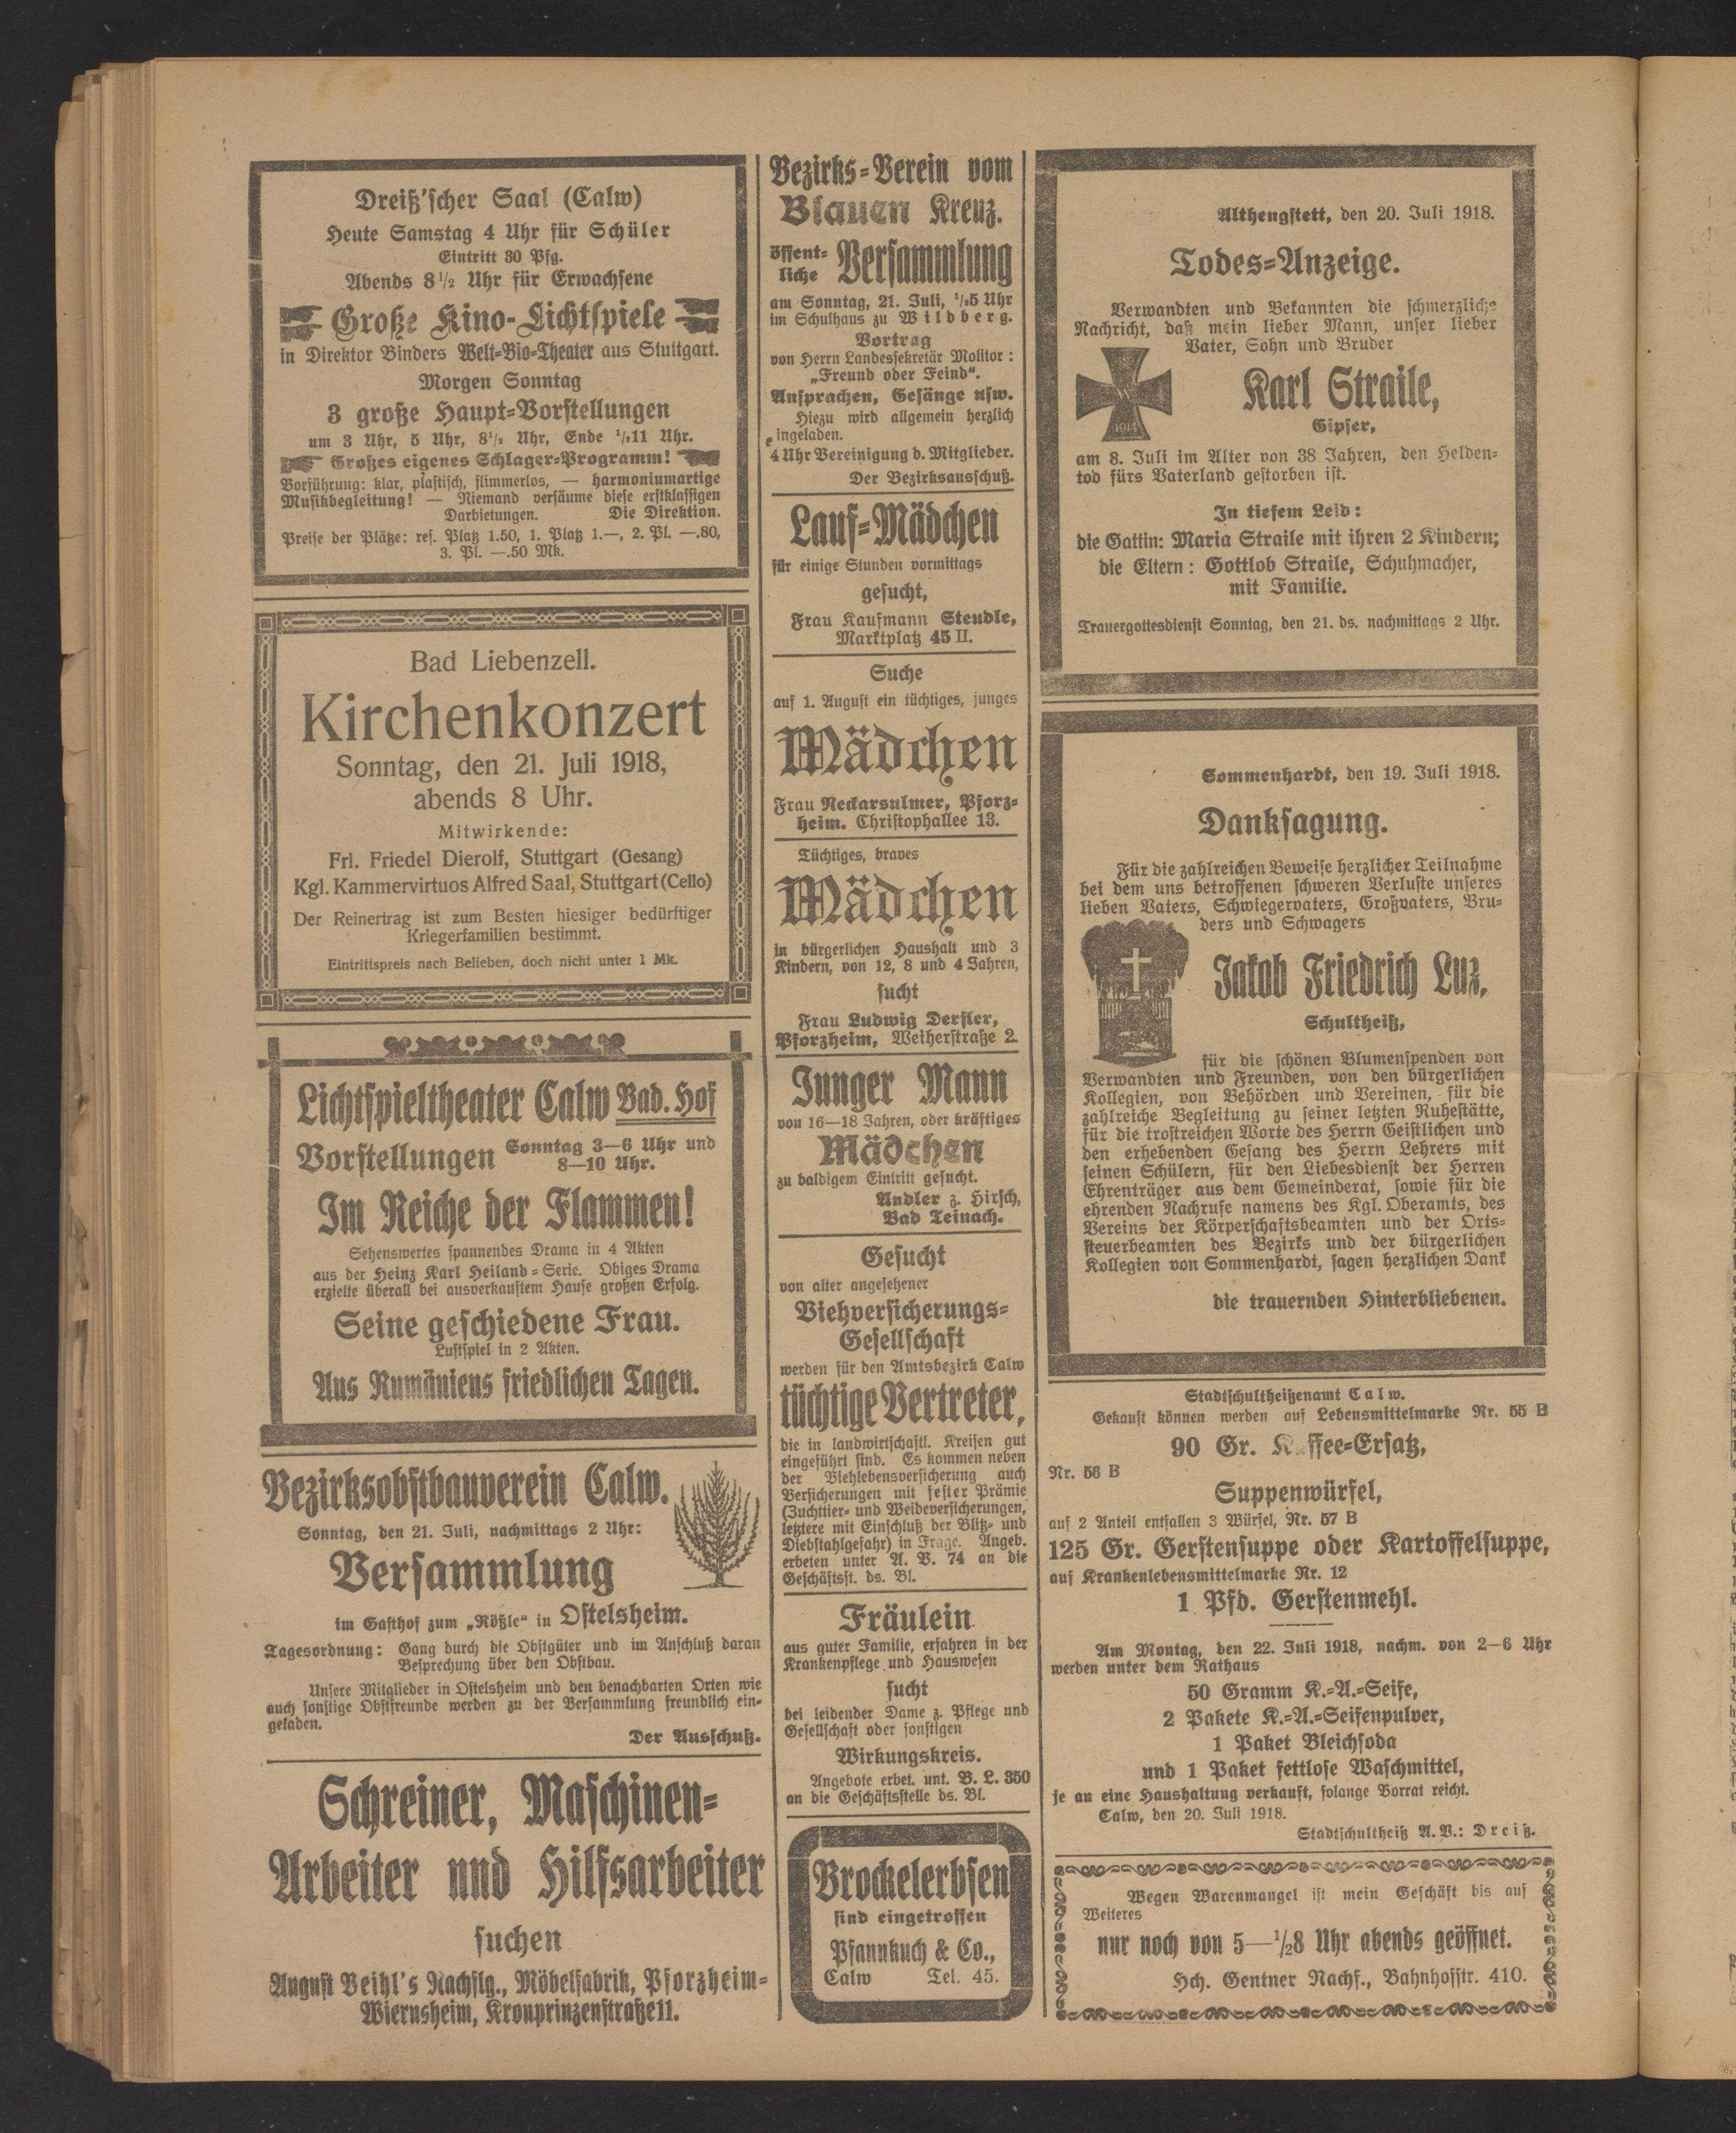 Dreiß'scher Saal (Calw)
Heute Samstag 4 Uhr für Schüler
Eintritt 30 Pfg.
Abends 8½ Uhr für Erwachsene
Große Kino-Lichtspiele
in Direktor Binders Welt-Bio-Theater aus Stuttgart.
Morgen Sonntag
3 große Haupt-Vorstellungen
um 3 Uhr, 5 Uhr, 8½ Uhr, Ende ½11 Uhr.
Großes eigenes Schlager-Programm!
Vorführung: klar, plastisch, flimmerlos, — harmoniumartige
Musikbegleitung! — Niemand versäume diese erstklassigen
Darbietungen. Die Direktion.
Preise der Plätze: res. Platz 1.50, 1. Platz 1.—, 2. Pl. —.80,
3. Pl. —.50 Mk.
Bad Liebenzell.
Kirchenkonzert
Sonntag, den 21. Juli 1918,
abends 8 Uhr.
Mitwirkende:
Frl. Friedel Dierolf, Stuttgart (Gesang)
Kgl. Kammervirtuos Alfred Saal, Stuttgart (Cello)
Der Reinertrag ist zum Besten hiesiger bedürftiger
Kriegerfamilien bestimmt.
Eintrittspreis nach Belieben, doch nicht unter 1 Mk.
Lichtspieltheater Calw Bad. Hof
Vorstellungen Sonntag 3—6 Uhr und
8—10 Uhr.
Im Reiche der Flammen!
Sehenswertes spannendes Drama in 4 Akten
aus der Heinz Karl Heiland-Serie. Obiges Drama
erzielte überall bei ausverkauftem Hause großen Erfolg.
Seine geschiedene Frau.
Lustspiel in 2 Akten.
Aus Rumäniens friedlichen Tagen.
Bezirksobstbauverein Calw.
Sonntag, den 21. Juli, nachmittags 2 Uhr:
Versammlung
im Gasthof zum „Rößle" in Ostelsheim.
Tagesordnung: Gang durch die Obstgüter und im Anschluß daran
Besprechung über den Obstbau.
Unsere Mitglieder in Ostelsheim und den benachbarten Orten wie
auch sonstige Obstfreunde werden zu der Versammlung freundlich ein-
geladen.
Der Ausschuß.
Schreiner, Maschinen-
Arbeiter und Hilfsarbeiter
suchen
August Beihl's Nachflg., Möbelfabrik, Pforzheim-
Wiernsheim, Kronprinzenstraße 11.
Bezirks-Verein vom
Blauen Kreuz.
öffent-
liche Versammlung
am Sonntag, 21. Juli, ½5 Uhr
im Schulhaus zu Wildberg.
Vortrag
von Herrn Landessekretär Molitor:
„Freund oder Feind".
Ansprachen, Gesänge usw.
Hiezu wird allgemein herzlich
eingeladen.
4 Uhr Vereinigung d. Mitglieder.
Der Bezirksausschuß.
Lauf-Mädchen
für einige Stunden vormittags
gesucht,
Frau Kaufmann Steudle,
Marktplatz 45 II.
Suche
auf 1. August ein tüchtiges, junges
Mädchen
Frau Neckarsulmer, Pforz-
heim. Christophallee 13.
Tüchtiges, braves
Mädchen
in bürgerlichen Haushalt und 3
Kindern, von 12, 8 und 4 Jahren,
sucht
Frau Ludwig Derfler,
Pforzheim, Weiherstraße 2.
Junger Mann
von 16—18 Jahren, oder kräftiges
Mädchen
zu baldigem Eintritt gesucht.
Andler z. Hirsch,
Bad Teinach.
Gesucht
von alter angesehener
Viehversicherungs-
Gesellschaft
werden für den Amtsbezirk Calw
tüchtige Vertreter,
die in landwirtschaftl. Kreisen gut
eingeführt sind. Es kommen neben
der Viehlebensversicherung auch
Versicherungen mit fester Prämie
(Zuchttier- und Weideversicherungen,
letztere mit Einschluß der Blitz- und
Diebstahlgefahr) in Frage. Angeb.
erbeten unter A. V. 74 an die
Geschäftsst. ds. Bl.
Fräulein
aus guter Familie, erfahren in der
Krankenpflege und Hauswesen
sucht
bei leidender Dame z. Pflege und
Gesellschaft oder sonstigen
Wirkungskreis.
Angebote erbet. unt. B. L. 350
an die Geschäftsstelle ds. Bl.
Brockelerbsen
sind eingetroffen
Pfannkuch & Co.,
Calw Tel. 45.
Althengstett, den 20. Juli 1918.
Todes-Anzeige.
Verwandten und Bekannten die schmerzliche
Nachricht, daß mein lieber Mann, unser lieber
Vater, Sohn und Bruder
Karl Straile,
Gipser,
1914
am 8. Juli im Alter von 38 Jahren, den Helden-
tod fürs Vaterland gestorben ist.
In tiefem Leid:
die Gattin: Maria Straile mit ihren 2 Kindern;
die Eltern: Gottlob Straile, Schuhmacher,
mit Familie.
Trauergottesdienst Sonntag, den 21. ds. nachmittags 2 Uhr.
Sommenhardt, den 19. Juli 1918.
Danksagung.
Für die zahlreichen Beweise herzlicher Teilnahme
bei dem uns betroffenen schweren Verluste unseres
lieben Vaters, Schwiegervaters, Großvaters, Bru-
ders und Schwagers
Jakob Friedrich Luz,
Schultheiß,
für die schönen Blumenspenden von
Verwandten und Freunden, von den bürgerlichen
Kollegien, von Behörden und Vereinen, für die
zahlreiche Begleitung zu seiner letzten Ruhestätte,
für die trostreichen Worte des Herrn Geistlichen und
den erhebenden Gesang des Herrn Lehrers mit
seinen Schülern, für den Liebesdienst der Herren
Ehrenträger aus dem Gemeinderat, sowie für die
ehrenden Nachrufe namens des Kgl. Oberamts, des
Vereins der Körperschaftsbeamten und der Orts-
steuerbeamten des Bezirks und der bürgerlichen
Kollegien von Sommenhardt, sagen herzlichen Dank
die trauernden Hinterbliebenen.
Stadtschultheißenamt Calw.
Gekauft können werden auf Lebensmittelmarke Nr. 55 B
90 Gr. Kaffee-Ersatz,
Nr. 56 B
Suppenwürfel,
auf 2 Anteil entfallen 3 Würfel, Nr. 57 B
125 Gr. Gerstensuppe oder Kartoffelsuppe,
auf Krankenlebensmittelmarke Nr. 12
1 Pfd. Gerstenmehl.
Am Montag, den 22. Juli 1918, nachm. von 2—6 Uhr
werden unter dem Rathaus
50 Gramm K.-A.-Seife,
2 Pakete K.-A.-Seifenpulver,
1 Paket Bleichsoda
und 1 Paket fettlose Waschmittel,
je an eine Haushaltung verkauft, solange Vorrat reicht.
Calw, den 20. Juli 1918.
Stadtschultheiß A. V.: Dreiß.
Wegen Warenmangel ist mein Geschäft bis auf
Weiteres
nur noch von 5—½8 Uhr abends geöffnet.
Hch. Gentner Nachf., Bahnhofstr. 410.